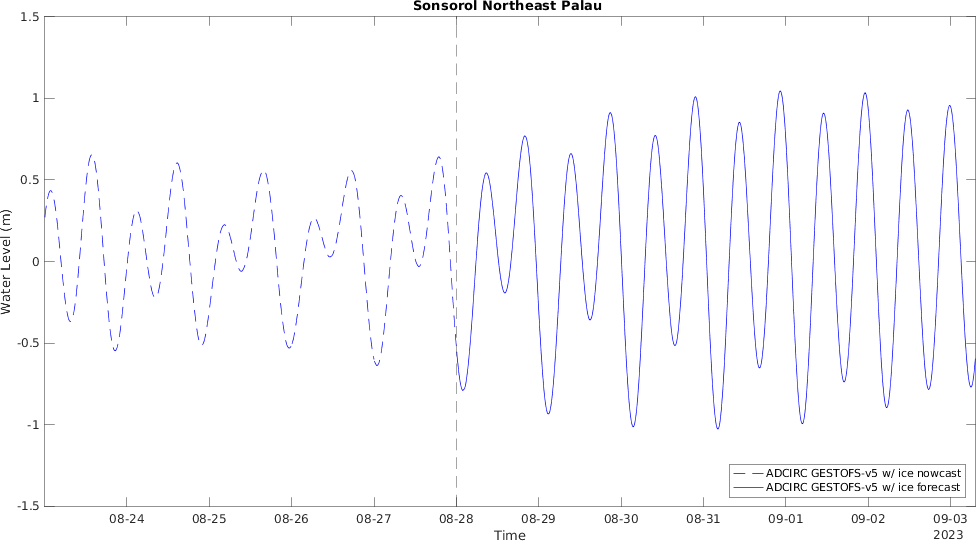 Sonsorol Northeast Palau
1.5
1
0.5
0
-0.5
-1
-1.5
Water Level (m)
ADCIRC GESTOFS-v5 w/ ice nowcast
ADCIRC GESTOFS-v5 w/ ice forecast
08-24 08-25 08-26 08-27 08-28 08-29 08-30 08-31 09-01 09-02 09-03
Time
2023